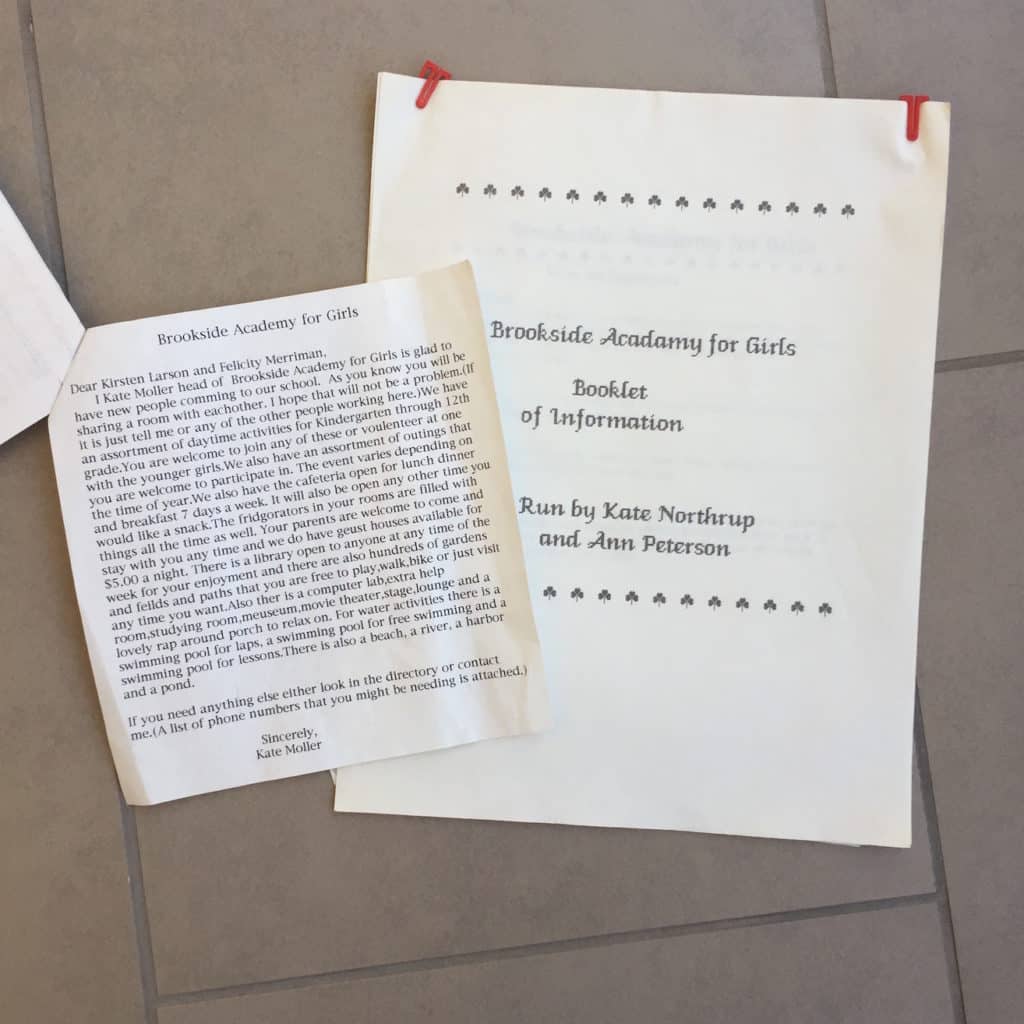 Brookside Academy for Girls
Dear Kirsten Larson and Felicity Merriman,
I Kate Moller head of Brookside Academy for Girls is glad to
have new people comming to our school. As you know you will be
sharing a room with eachother. I hope that will not be a problem.(If
it is just tell me or any of the other people working here.)We have
an assortment of daytime activities for Kindergarten through 12th
grade.You are welcome to join any of these or voulenteer at one
with the younger girls.We also have an assortment of outings that
you are welcome to participate in. The event varies depending on
the time of year.We also have the cafeteria open for lunch dinner
and breakfast 7 days a week. It will also be open any other time you
would like a snack.The fridgorators in your rooms are filled with
things all the time as well. Your parents are welcome to come and
stay with you any time and we do have geust houses available for
$5.00 a night. There is a library open to anyone at any time of the
week for your enjoyment and there are also hundreds of gardens
and feilds and paths that you are free to play,walk,bike or just visit
any time you want.Also ther is a computer lab,extra help
room,studying room,meuseum,movie theater,stage,lounge and a
lovely rap around porch to relax on. For water activities there is a
swimming pool for laps, a swimming pool for free swimming and a
swimming pool for lessons.There is also a beach, a river, a harbor
and a pond.
If you need anything else either look in the directory or contact
me.(A list of phone numbers that you might be needing is attached.)
Sincerely,
Kate Moller
Brookside Acadamy for Girls
Booklet
of Information
Run by Kate Northrup
and Ann Peterson